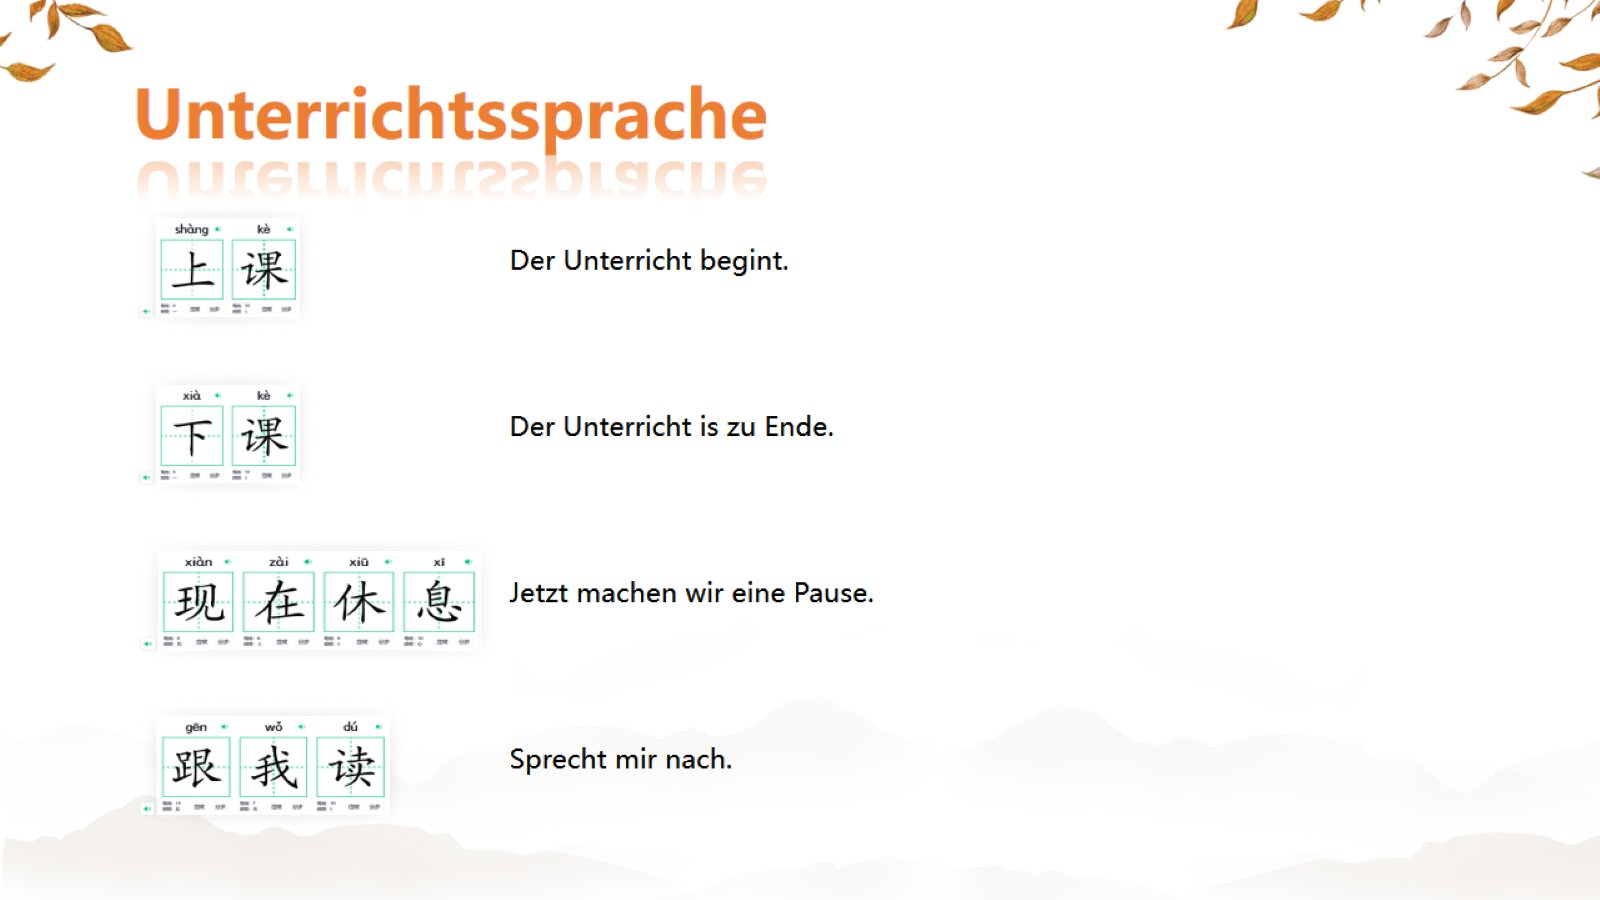 Unterrichtssprache
shàng kè
上课
Der Unterricht begint.
xià kè
下课
Der Unterricht is zu Ende.
xiàn zài xiū xī
现在休息
Jetzt machen wir eine Pause.
gēn wǒ dú
跟我读
Sprecht mir nach.